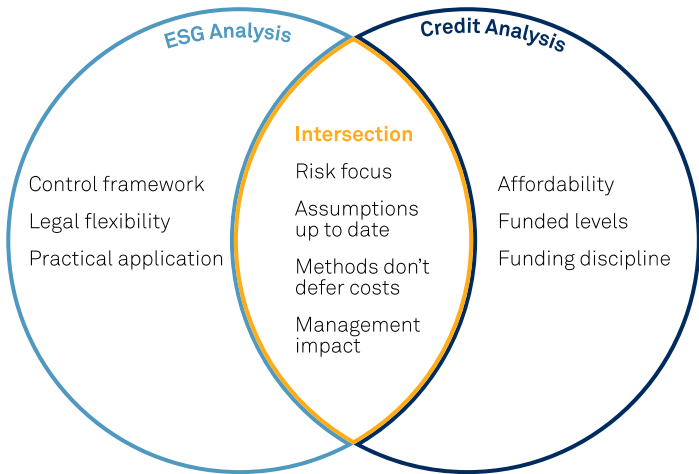 ESG Analysis
Credit Analysis
Control framework
Legal flexibility
Practical application
Intersection
Risk focus
Assumptions
up to date
Methods don’t
defer costs
Management
impact
Affordability
Funded levels
Funding discipline